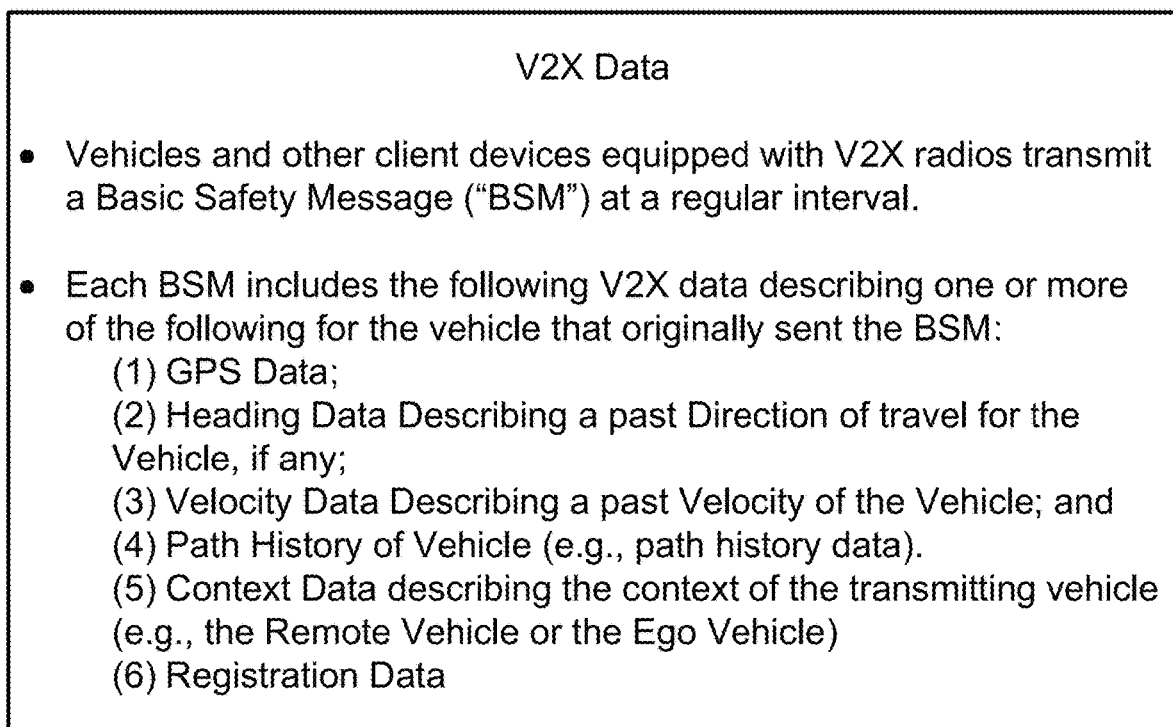 V2X Data
• Vehicles and other client devices equipped with V2X radios transmit
a Basic Safety Message (“BSM”) at a regular interval.
• Each BSM includes the following V2X data describing one or more
of the following for the vehicle that originally sent the BSM:
(1) GPS Data;
(2) Heading Data Describing a past Direction of travel for the
Vehicle, if any;
(3) Velocity Data Describing a past Velocity of the Vehicle; and
(4) Path History of Vehicle (e.g., path history data).
(5) Context Data describing the context of the transmitting vehicle
(e.g., the Remote Vehicle or the Ego Vehicle)
(6) Registration Data